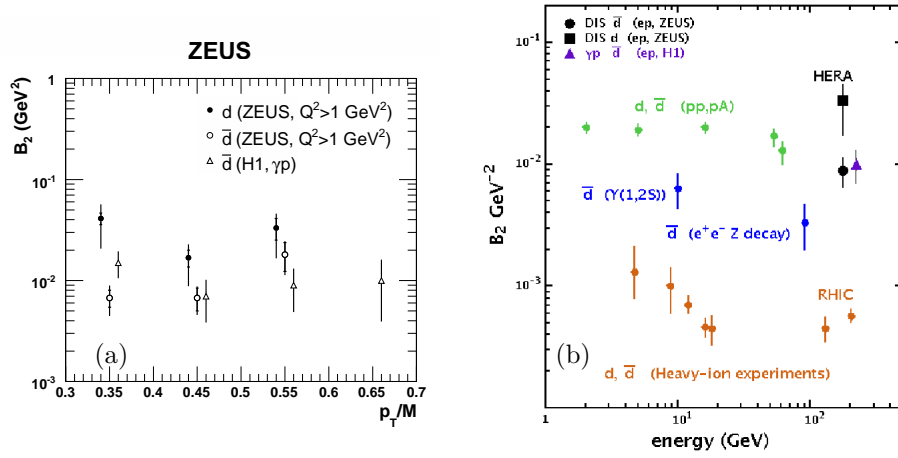 ZEUS
B₂ (GeV²)
d (ZEUS, Q²>1 GeV²)
d̅ (ZEUS, Q²>1 GeV²)
d̅ (H1, γp)
1
10⁻¹
10⁻²
10⁻³
(a)
0.3 0.35 0.4 0.45 0.5 0.55 0.6 0.65 0.7
p_T/M
DIS d̅ (ep, ZEUS)
DIS d (ep, ZEUS)
γp d̅ (ep, H1)
HERA
d, d̅ (pp,pA)
d̅ (Υ(1,2S))
d̅ (e⁺e⁻ Z decay)
RHIC
d, d̅ (Heavy-ion experiments)
B₂ GeV⁻²
10⁻¹
10⁻²
10⁻³
(b)
1 10¹ 10²
energy (GeV)